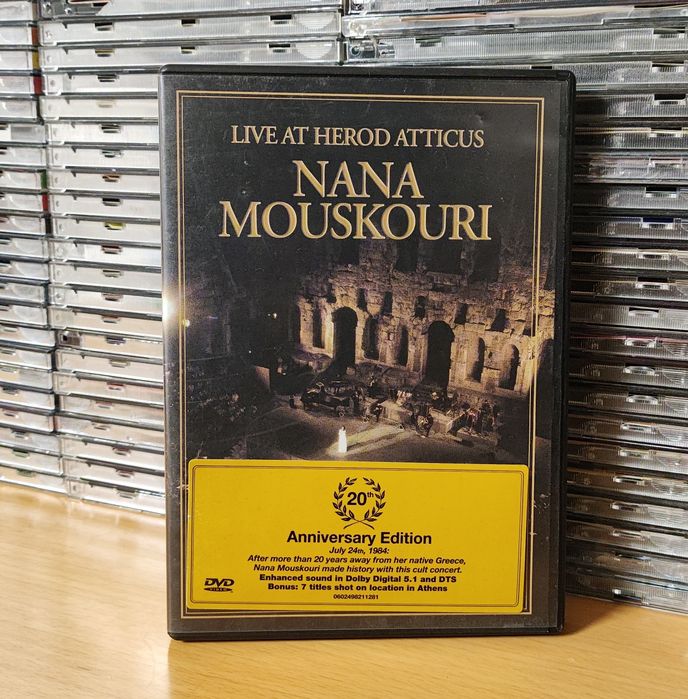 LIVE AT HEROD ATTICUS
NANA
MOUSKOURI
20th
Anniversary Edition
July 24th, 1984:
After more than 20 years away from her native Greece,
Nana Mouskouri made history with this cult concert.
Enhanced sound in Dolby Digital 5.1 and DTS
Bonus: 7 titles shot on location in Athens
0602498211281
DVD
VIDEO